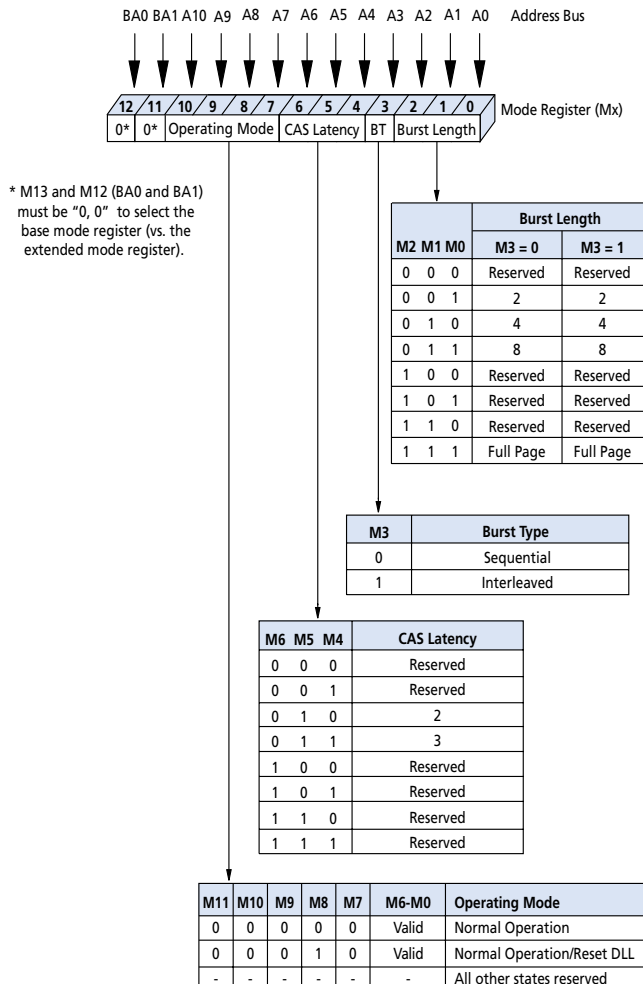 BA0 BA1 A10 A9 A8 A7 A6 A5 A4 A3 A2 A1 A0 Address Bus
12 11 10 9 8 7 6 5 4 3 2 1 0 Mode Register (Mx)
0* 0* Operating Mode CAS Latency BT Burst Length
* M13 and M12 (BA0 and BA1)
must be “0, 0” to select the
base mode register (vs. the
extended mode register).
Burst Length
M2 M1 M0 M3 = 0 M3 = 1
0 0 0 Reserved Reserved
0 0 1 2 2
0 1 0 4 4
0 1 1 8 8
1 0 0 Reserved Reserved
1 0 1 Reserved Reserved
1 1 0 Reserved Reserved
1 1 1 Full Page Full Page
M3 Burst Type
0 Sequential
1 Interleaved
M6 M5 M4 CAS Latency
0 0 0 Reserved
0 0 1 Reserved
0 1 0 2
0 1 1 3
1 0 0 Reserved
1 0 1 Reserved
1 1 0 Reserved
1 1 1 Reserved
M11 M10 M9 M8 M7 M6-M0 Operating Mode
0 0 0 0 0 Valid Normal Operation
0 0 0 1 0 Valid Normal Operation/Reset DLL
- - - - - - All other states reserved